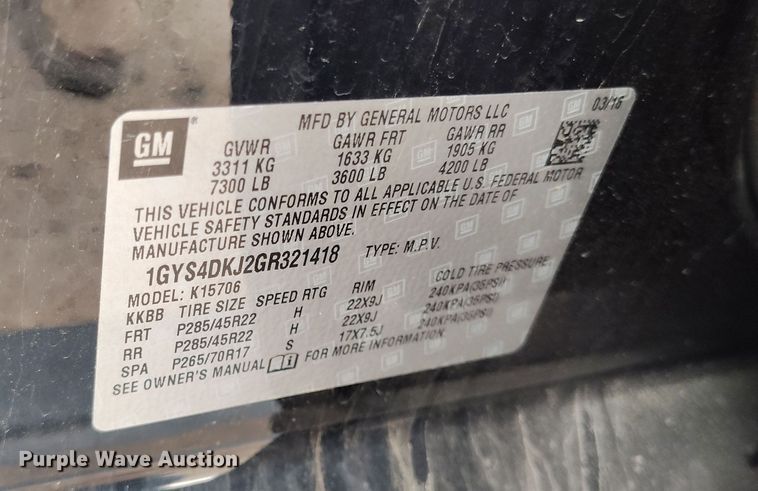 GM
MFD BY GENERAL MOTORS LLC 03/16
GVWR GAWR FRT GAWR RR
3311 KG 1633 KG 1905 KG
7300 LB 3600 LB 4200 LB
THIS VEHICLE CONFORMS TO ALL APPLICABLE U.S. FEDERAL MOTOR
VEHICLE SAFETY STANDARDS IN EFFECT ON THE DATE OF
MANUFACTURE SHOWN ABOVE.
1GYS4DKJ2GR321418 TYPE: M.P.V.
MODEL: K15706
KKBB TIRE SIZE SPEED RTG RIM COLD TIRE PRESSURE
FRT P285/45R22 H 22X9J 240KPA(35PSI)
RR P285/45R22 H 22X9J 240KPA(35PSI)
SPA P265/70R17 S 17X7.5J 240KPA(35PSI)
SEE OWNER'S MANUAL FOR MORE INFORMATION.
Purple Wave Auction